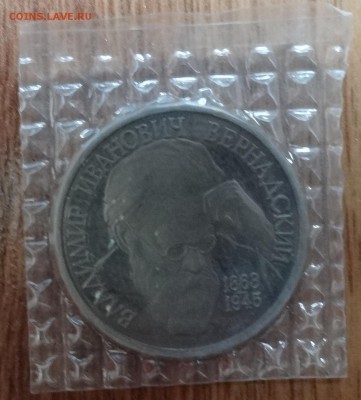 COINS.LAVE.RU
ВЛАДИМИР ИВАНОВИЧ ВЕРНАДСКИЙ
1863
1945